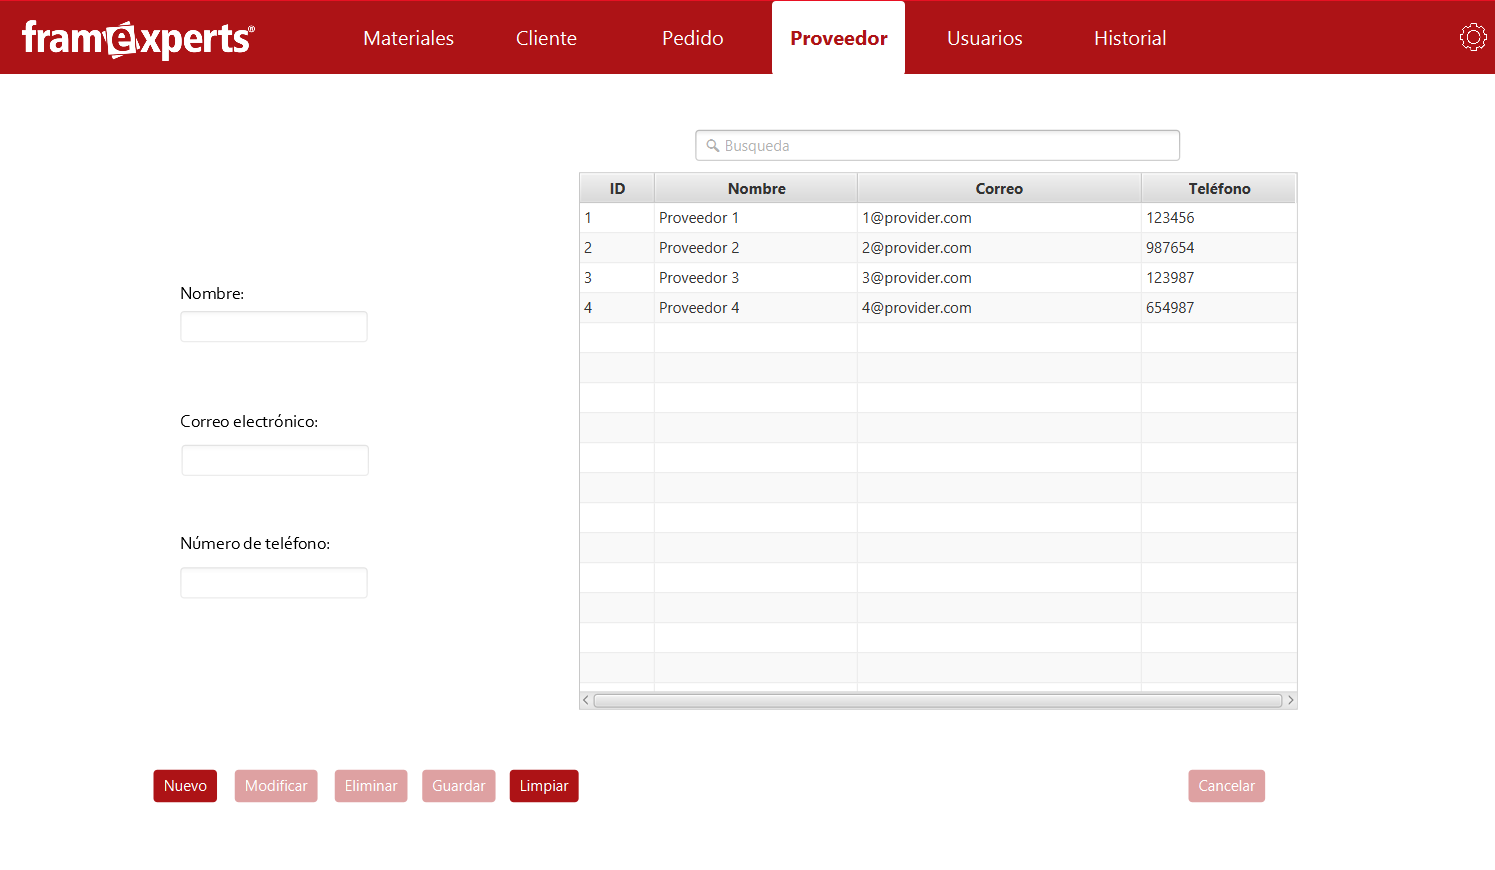 framexperts®
Materiales Cliente Pedido Proveedor Usuarios Historial
Busqueda
ID Nombre Correo Teléfono
1 Proveedor 1 1@provider.com 123456
2 Proveedor 2 2@provider.com 987654
3 Proveedor 3 3@provider.com 123987
4 Proveedor 4 4@provider.com 654987
Nombre:
Correo electrónico:
Número de teléfono:
Nuevo Modificar Eliminar Guardar Limpiar Cancelar